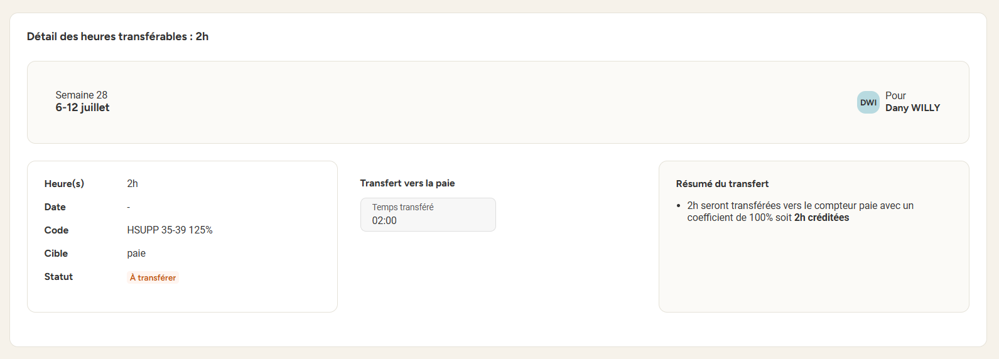 Détail des heures transférables : 2h
Semaine 28
6-12 juillet
DWI
Pour
Dany WILLY
Heure(s) 2h
Date -
Code HSUPP 35-39 125%
Cible paie
Statut À transférer
Transfert vers la paie
Temps transféré
02:00
Résumé du transfert
• 2h seront transférées vers le compteur paie avec un
coefficient de 100% soit 2h créditées